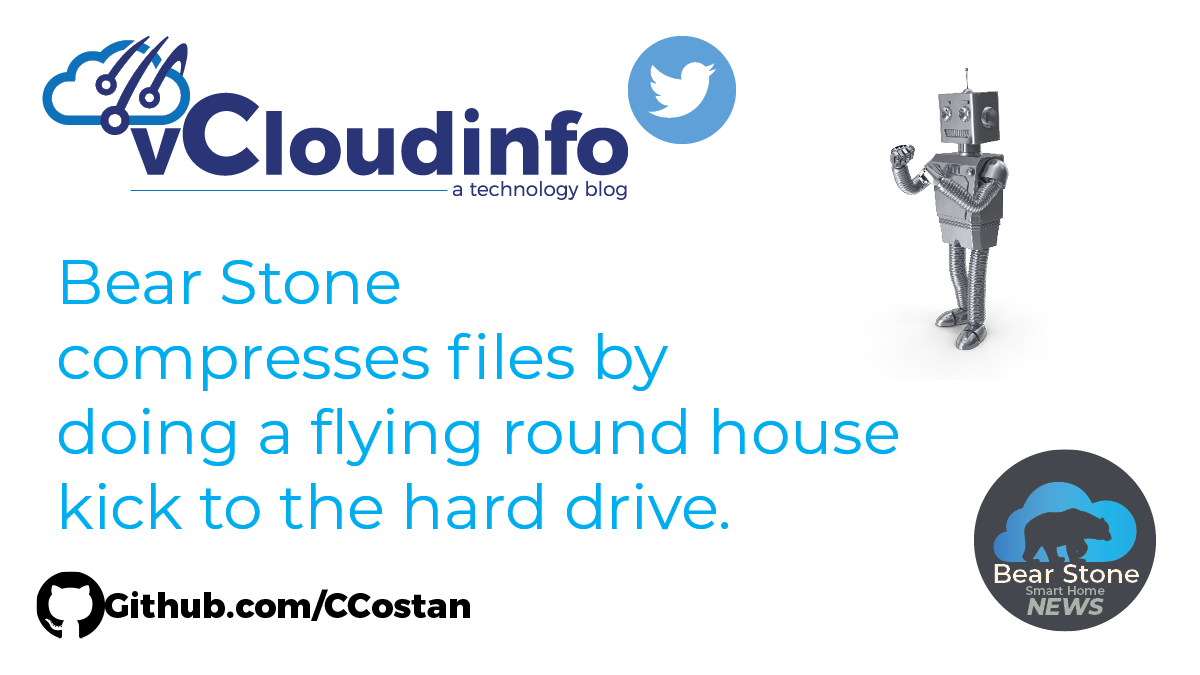 vCloudinfo
a technology blog
Bear Stone
compresses files by
doing a flying round house
kick to the hard drive.
Github.com/CCostan
Bear Stone
Smart Home
NEWS